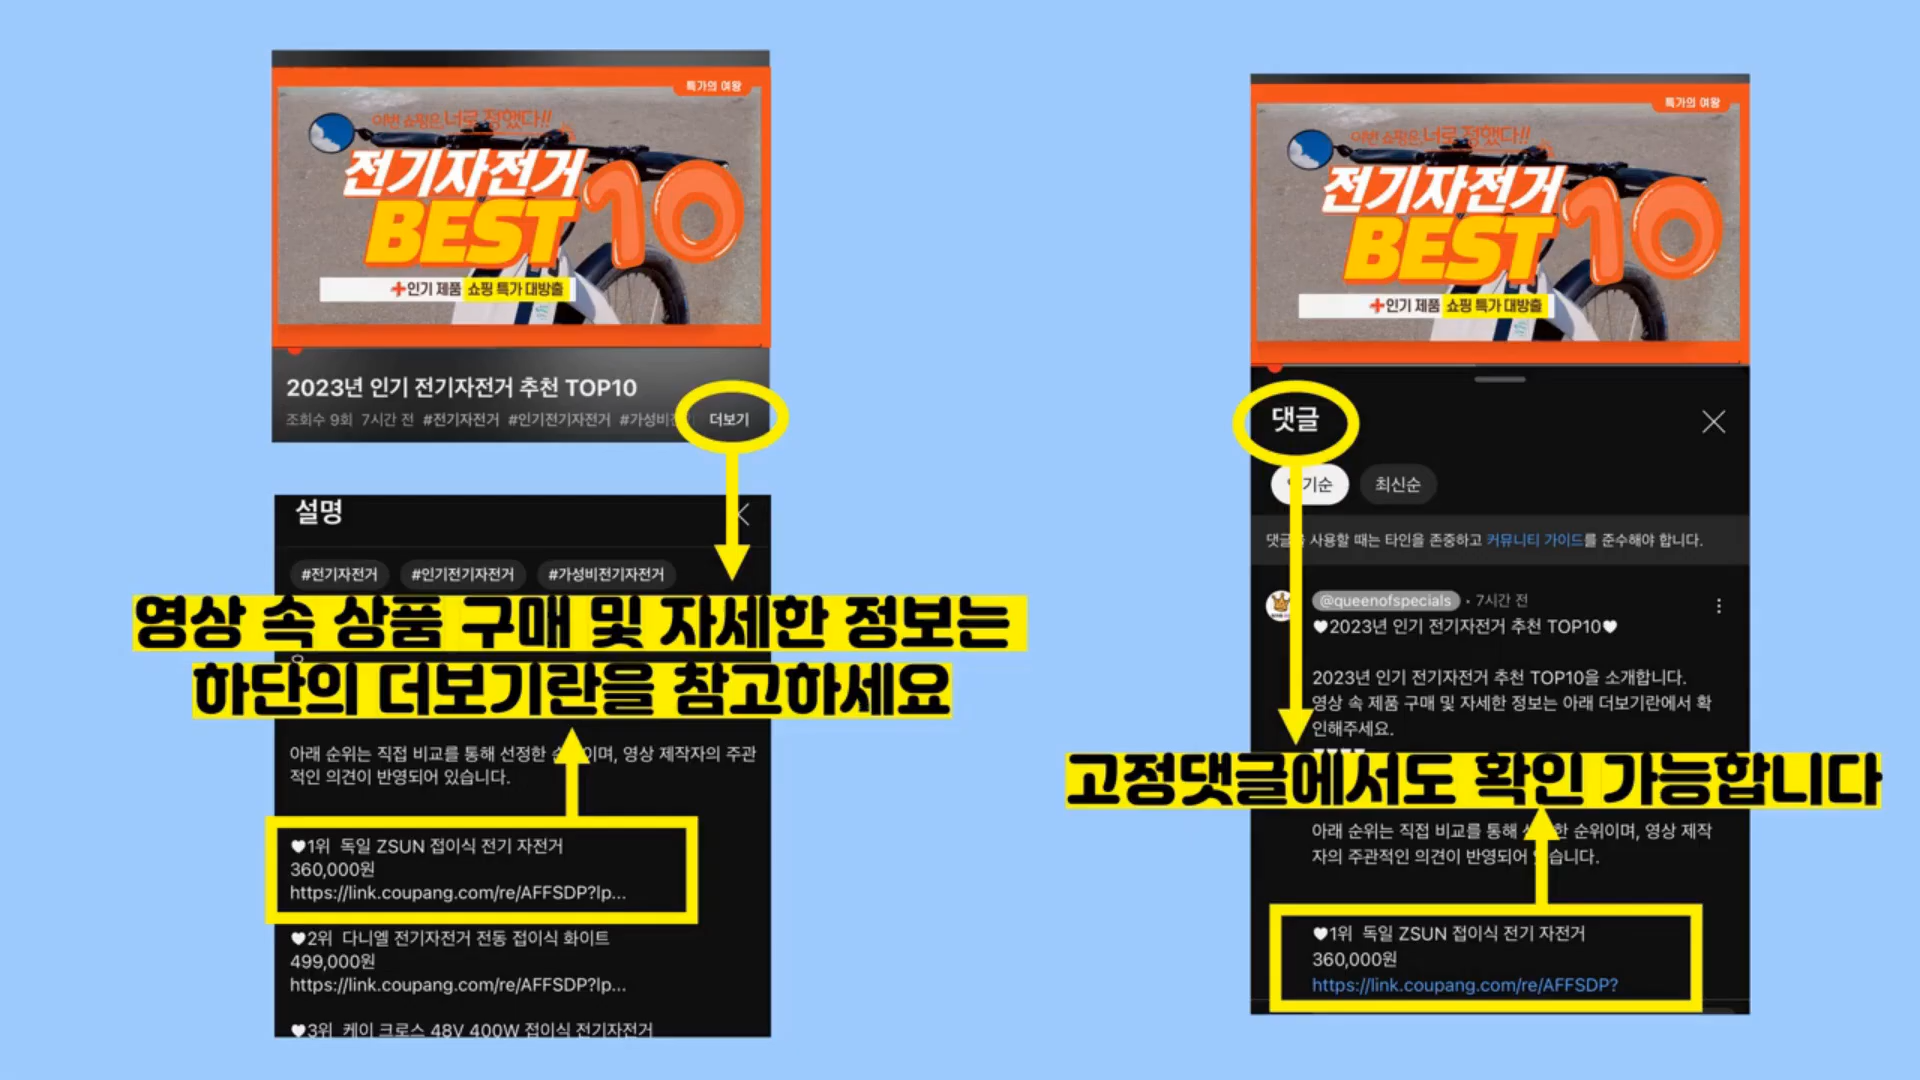 특가의 여왕
이번 쇼핑은 너로 정했다!!
전기자전거
BEST 10
+인기 제품 쇼핑 특가 대방출
2023년 인기 전기자전거 추천 TOP10
조회수 9회 7시간 전 #전기자전거 #인기전기자전거 #가성비
더보기
설명
#전기자전거 #인기전기자전거 #가성비전기자전거
영상 속 상품 구매 및 자세한 정보는
하단의 더보기란을 참고하세요
아래 순위는 직접 비교를 통해 선정한 이며, 영상 제작자의 주관
적인 의견이 반영되어 있습니다.
♥1위 독일 ZSUN 접이식 전기 자전거
360,000원
https://link.coupang.com/re/AFFSDP?lp...
♥2위 다니엘 전기자전거 전동 접이식 화이트
499,000원
https://link.coupang.com/re/AFFSDP?lp...
♥3위 케이 크로스 48V 400W 접이식 전기자전거
특가의 여왕
이번 쇼핑은 너로 정했다!!
전기자전거
BEST 10
+인기 제품 쇼핑 특가 대방출
댓글
기순 최신순
댓글 사용할 때는 타인을 존중하고 커뮤니티 가이드를 준수해야 합니다.
@queenofspecials · 7시간 전
♥2023년 인기 전기자전거 추천 TOP10♥
2023년 인기 전기자전거 추천 TOP10을 소개합니다.
영상 속 제품 구매 및 자세한 정보는 아래 더보기란에서 확
인해주세요.
고정댓글에서도 확인 가능합니다
아래 순위는 직접 비교를 통해 한 순위이며, 영상 제작
자의 주관적인 의견이 반영되어 습니다.
♥1위 독일 ZSUN 접이식 전기 자전거
360,000원
https://link.coupang.com/re/AFFSDP?